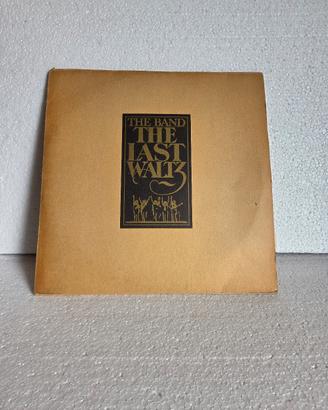 THE BAND
THE
LAST
WALTZ